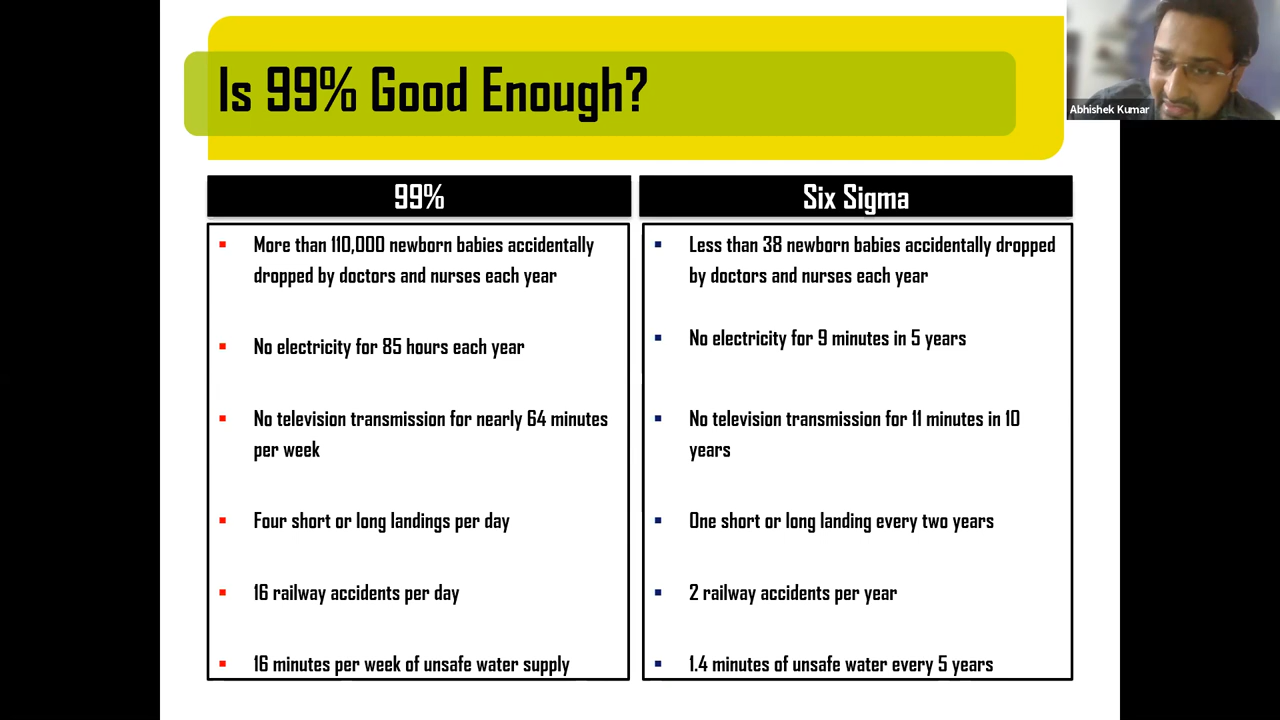 Is 99% Good Enough?
Abhishek Kumar
99%
More than 110,000 newborn babies accidentally
dropped by doctors and nurses each year
No electricity for 85 hours each year
No television transmission for nearly 64 minutes
per week
Four short or long landings per day
16 railway accidents per day
16 minutes per week of unsafe water supply
Six Sigma
Less than 38 newborn babies accidentally dropped
by doctors and nurses each year
No electricity for 9 minutes in 5 years
No television transmission for 11 minutes in 10
years
One short or long landing every two years
2 railway accidents per year
1.4 minutes of unsafe water every 5 years